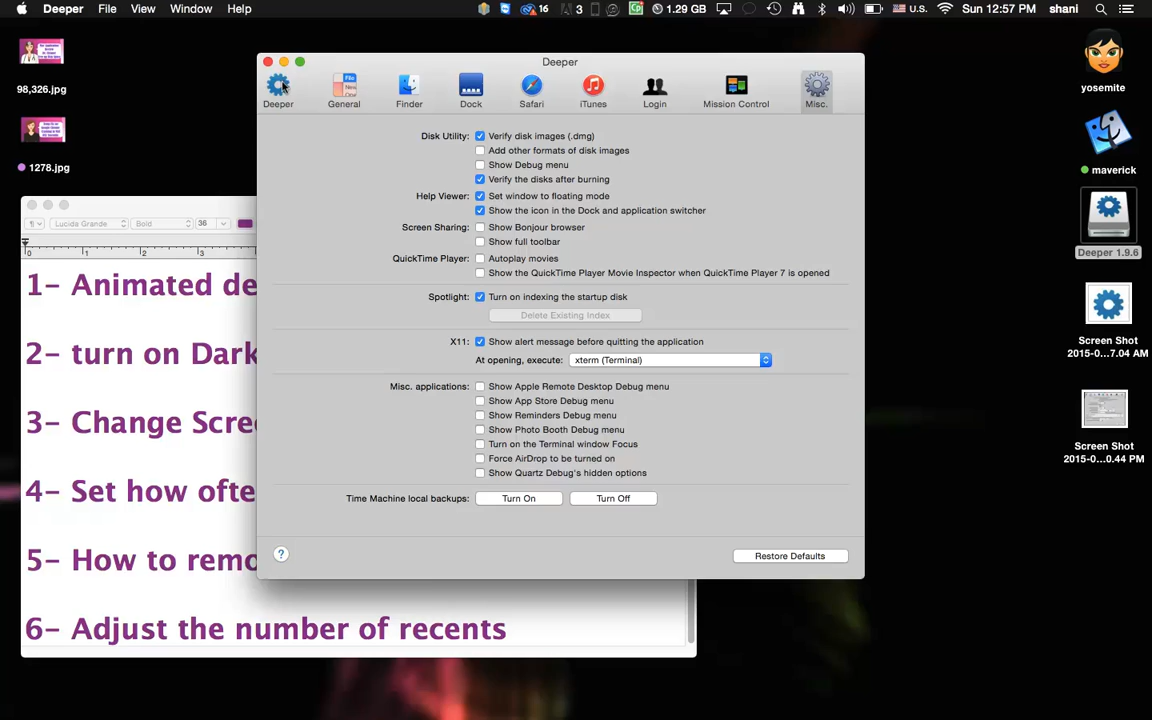 Deeper File View Window Help
16 3 1.29 GB U.S. Sun 12:57 PM shani
98,326.jpg
1278.jpg
Deeper
Deeper General Finder Dock Safari iTunes Login Mission Control Misc.
Disk Utility: Verify disk images (.dmg)
Add other formats of disk images
Show Debug menu
Verify the disks after burning
Help Viewer: Set window to floating mode
Show the icon in the Dock and application switcher
Screen Sharing: Show Bonjour browser
Show full toolbar
QuickTime Player: Autoplay movies
Show the QuickTime Player Movie Inspector when QuickTime Player 7 is opened
Spotlight: Turn on indexing the startup disk
Delete Existing Index
X11: Show alert message before quitting the application
At opening, execute: xterm (Terminal)
Misc. applications: Show Apple Remote Desktop Debug menu
Show App Store Debug menu
Show Reminders Debug menu
Show Photo Booth Debug menu
Turn on the Terminal window Focus
Force AirDrop to be turned on
Show Quartz Debug's hidden options
Time Machine local backups: Turn On Turn Off
? Restore Defaults
Lucida Grande Bold 36
0 1 2 3
1- Animated de
2- turn on Dark
3- Change Scre
4- Set how ofte
5- How to remo
6- Adjust the number of recents
yosemite
maverick
Deeper 1.9.6
Screen Shot
2015-0...7.04 AM
Screen Shot
2015-0...0.44 PM